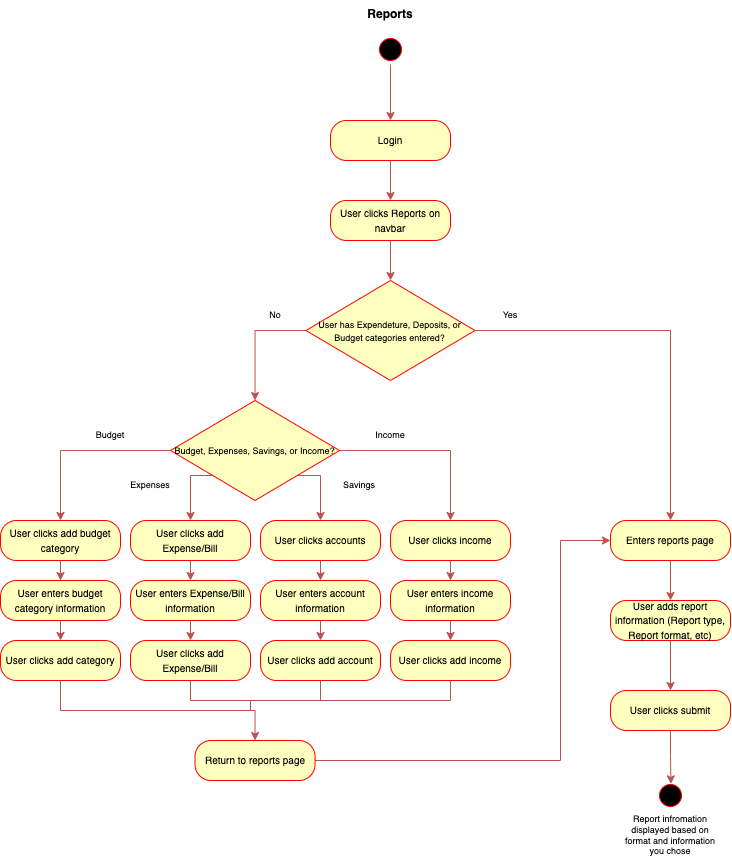 Reports
Login
User clicks Reports on
navbar
No
User has Expendeture, Deposits, or
Budget categories entered?
Yes
Budget
Budget, Expenses, Savings, or Income?
Income
Expenses
Savings
User clicks add budget
category
User clicks add
Expense/Bill
User clicks accounts
User clicks income
Enters reports page
User enters budget
category information
User enters Expense/Bill
information
User enters account
information
User enters income
information
User adds report
information (Report type,
Report format, etc)
User clicks add category
User clicks add
Expense/Bill
User clicks add account
User clicks add income
User clicks submit
Return to reports page
Report infromation
displayed based on
format and information
you chose